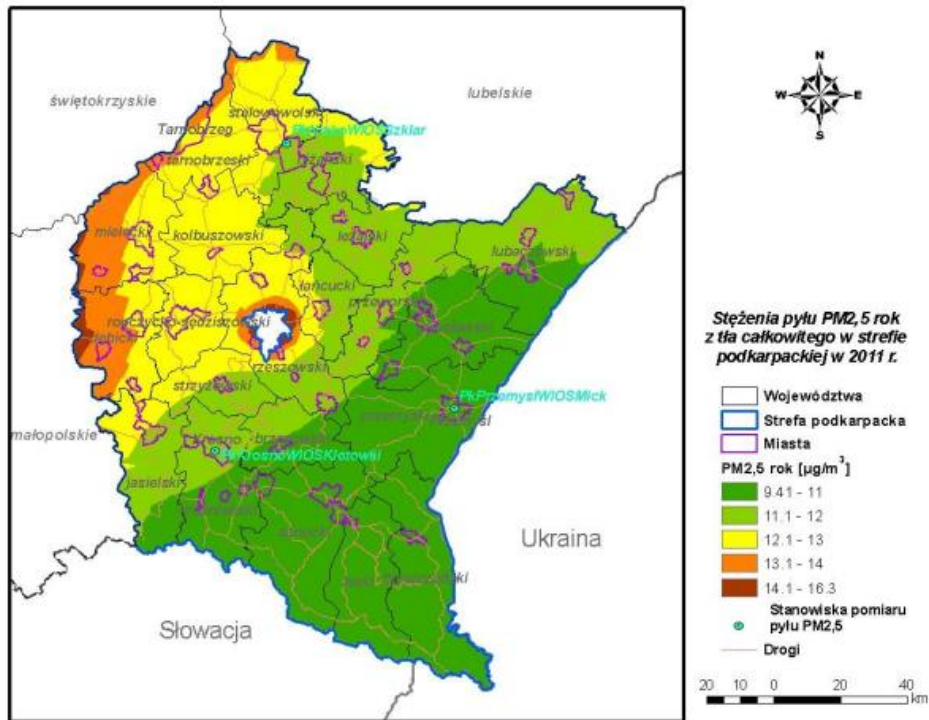 świętokrzyskie
lubelskie
stalowowolski
Tarnobrzeg
tarnobrzeski
mielecki
kolbuszowski
leżajski
lubaczowski
łańcucki
przeworski
ropczycko-sędziszowski
rzeszowski
strzyżowski
małopolskie
Krosno
jasielski
Ukraina
Słowacja
N
W
E
S
Stężenia pyłu PM2,5 rok
z tła całkowitego w strefie
podkarpackiej w 2011 r.
Województwa
Strefa podkarpacka
Miasta
PM2,5 rok [µg/m³]
9.41 - 11
11.1 - 12
12.1 - 13
13.1 - 14
14.1 - 16.3
Stanowiska pomiaru
pyłu PM2,5
Drogi
20 10 0 20 40
km